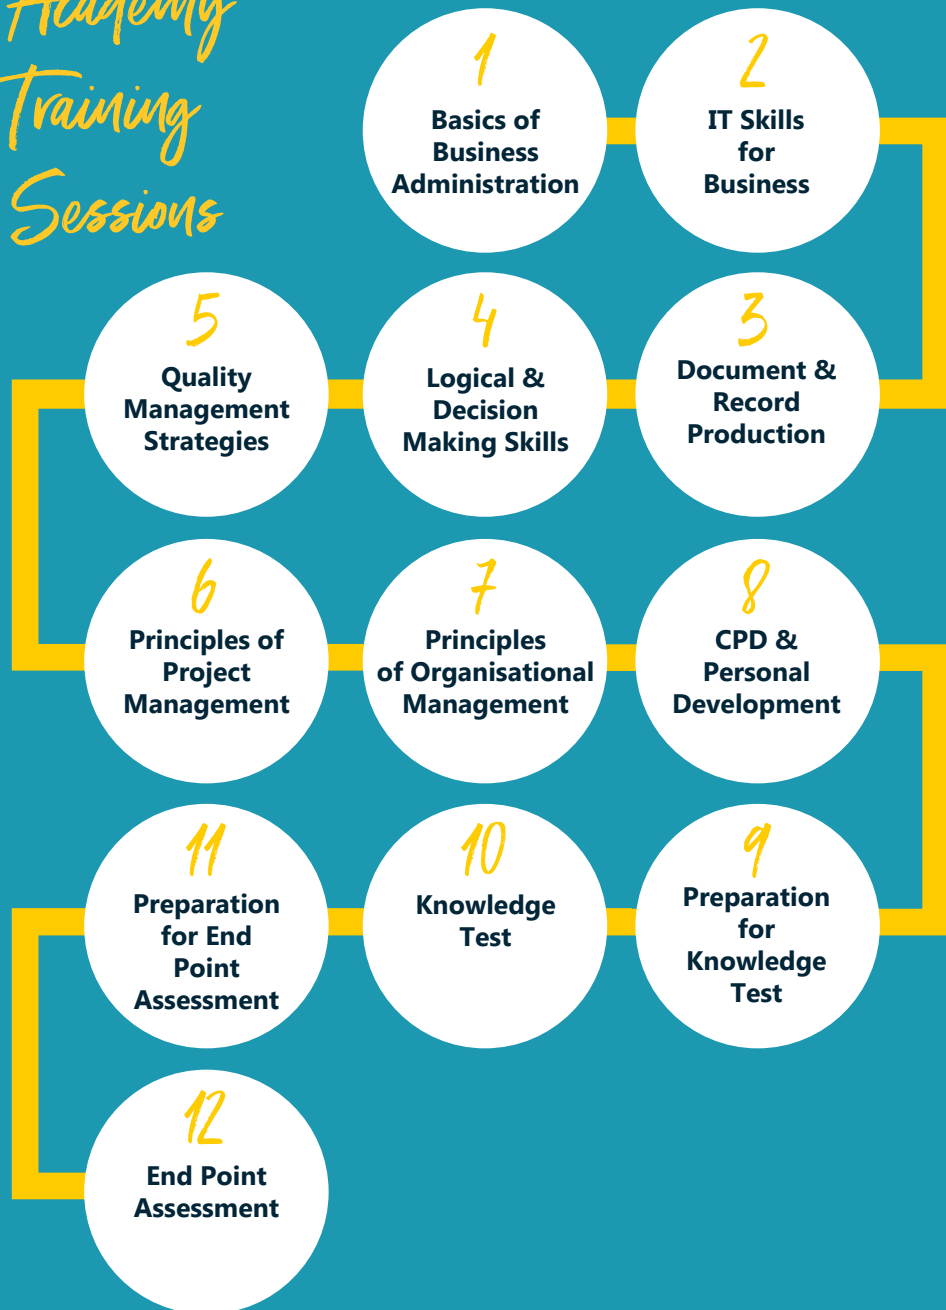 Academy
Training
Sessions
1
Basics of
Business
Administration
2
IT Skills
for
Business
3
Document &
Record
Production
4
Logical &
Decision
Making Skills
5
Quality
Management
Strategies
6
Principles of
Project
Management
7
Principles
of Organisational
Management
8
CPD &
Personal
Development
9
Preparation
for
Knowledge
Test
10
Knowledge
Test
11
Preparation
for End
Point
Assessment
12
End Point
Assessment